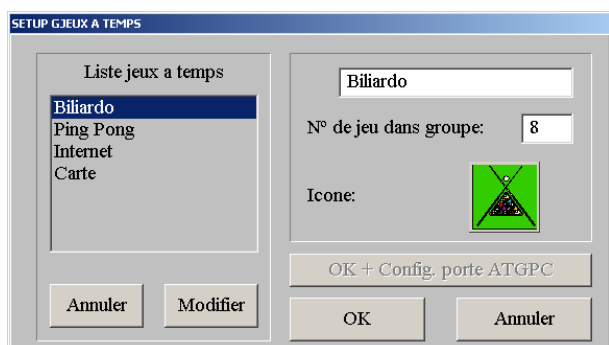 SETUP GJEUX A TEMPS
Liste jeux a temps
Biliardo
Ping Pong
Internet
Carte
Annuler
Modifier
Biliardo
Nº de jeu dans groupe:
8
Icone:
OK + Config. porte ATGPC
OK
Annuler